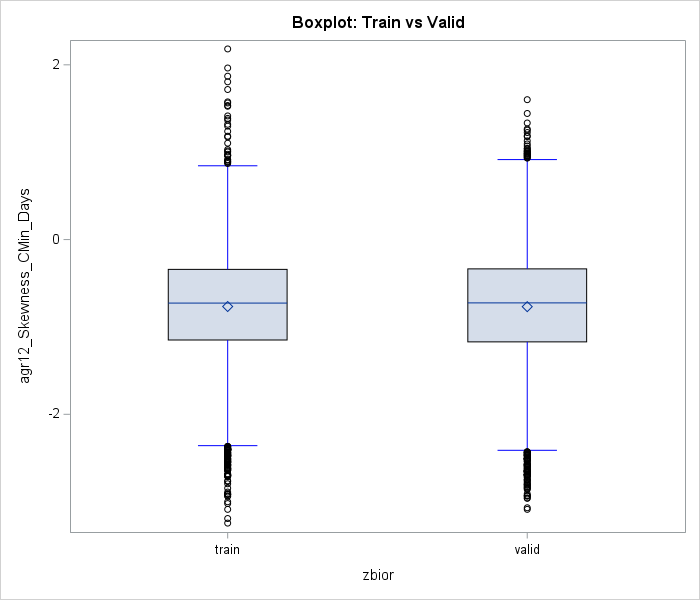 Boxplot: Train vs Valid
agr12_Skewness_CMin_Days
2
0
-2
train
valid
zbior